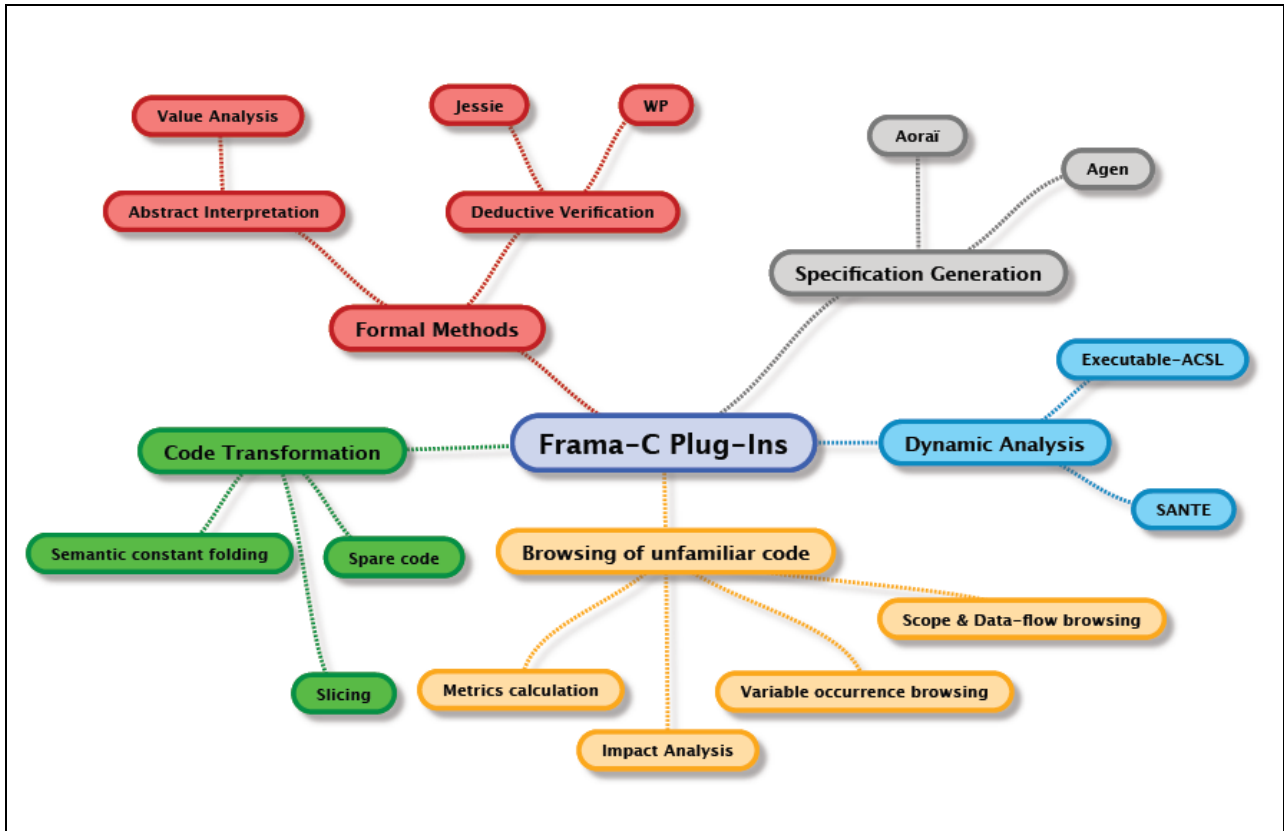 Jessie
WP
Value Analysis
Aoraï
Agen
Abstract Interpretation
Deductive Verification
Specification Generation
Formal Methods
Executable-ACSL
Frama-C Plug-Ins
Dynamic Analysis
Code Transformation
SANTE
Semantic constant folding
Spare code
Browsing of unfamiliar code
Scope & Data-flow browsing
Slicing
Metrics calculation
Variable occurrence browsing
Impact Analysis